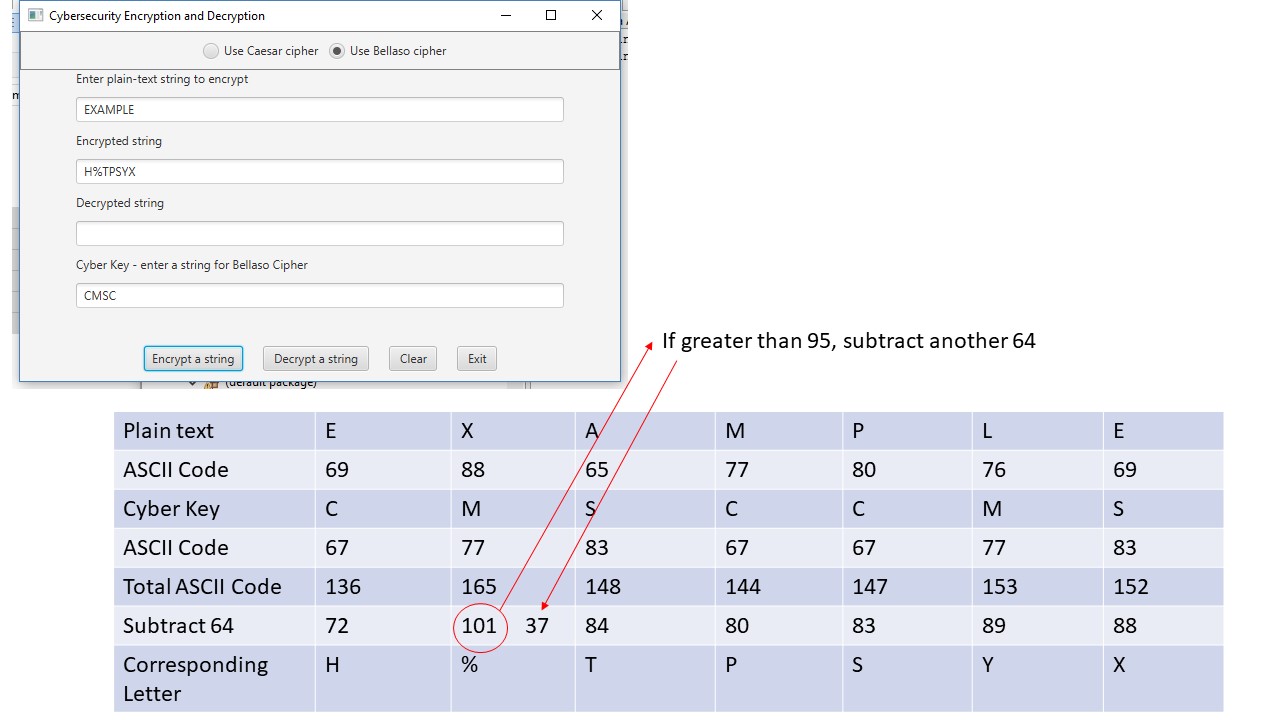 Cybersecurity Encryption and Decryption
Use Caesar cipher Use Bellaso cipher
Enter plain-text string to encrypt
EXAMPLE
Encrypted string
H%TPSYX
Decrypted string
Cyber Key - enter a string for Bellaso Cipher
CMSC
Encrypt a string Decrypt a string Clear Exit
(default package)
If greater than 95, subtract another 64
Plain text E X A M P L E
ASCII Code 69 88 65 77 80 76 69
Cyber Key C M S C C M S
ASCII Code 67 77 83 67 67 77 83
Total ASCII Code 136 165 148 144 147 153 152
Subtract 64 72 101 37 84 80 83 89 88
Corresponding H % T P S Y X
Letter